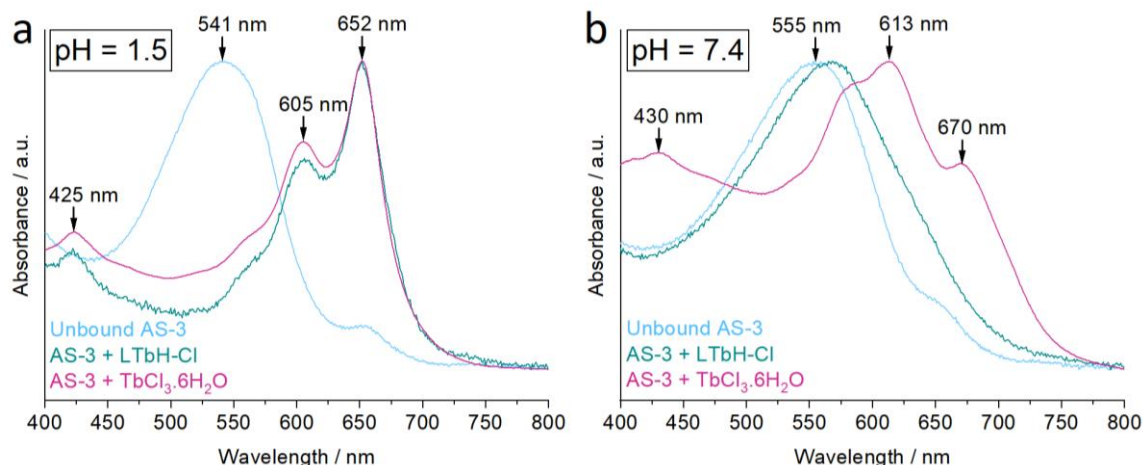 a
pH = 1.5
541 nm
652 nm
605 nm
425 nm
Absorbance / a.u.
Unbound AS-3
AS-3 + LTbH-Cl
AS-3 + TbCl₃.6H₂O
400 450 500 550 600 650 700 750 800
Wavelength / nm
b
pH = 7.4
555 nm
613 nm
430 nm
670 nm
Absorbance / a.u.
Unbound AS-3
AS-3 + LTbH-Cl
AS-3 + TbCl₃.6H₂O
400 450 500 550 600 650 700 750 800
Wavelength / nm